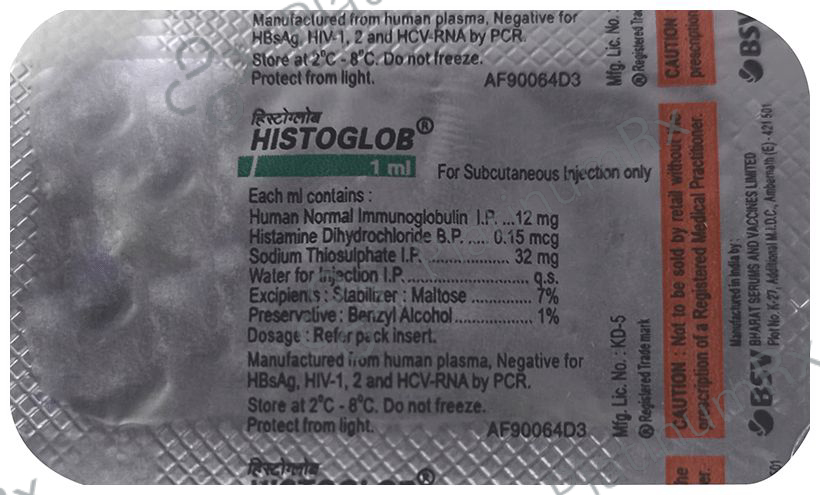 Manufactured from human plasma, Negative for
HBsAg, HIV-1, 2 and HCV-RNA by PCR.
Store at 2°C - 8°C. Do not freeze.
Protect from light. AF90064D3
हिस्टोग्लोब
HISTOGLOB®
1 ml For Subcutaneous Injection only
Each ml contains :
Human Normal Immunoglobulin I.P. ...12 mg
Histamine Dihydrochloride B.P. .... 0.15 mcg
Sodium Thiosulphate I.P. .................... 32 mg
Water for Injection I.P. ........................ q.s.
Excipients : Stabilizer : Maltose ............ 7%
Preservative : Benzyl Alcohol ............... 1%
Dosage : Refer pack insert.
Manufactured from human plasma, Negative for
HBsAg, HIV-1, 2 and HCV-RNA by PCR.
Store at 2°C - 8°C. Do not freeze.
Protect from light. AF90064D3
हिस्टोग्लोब
HISTOGLOB®
Mfg. Lic. No. :
® Registered Trad
CAUTION
prescription
BSV
Mfg. Lic. No. : KD-5
® Registered Trade mark
CAUTION : Not to be sold by retail without the
prescription of a Registered Medical Practitioner.
Manufactured in India by :
BSV BHARAT SERUMS AND VACCINES LIMITED
Plot No. K-27, Additional M.I.D.C., Ambernath (E) - 421 501
he
er.
501